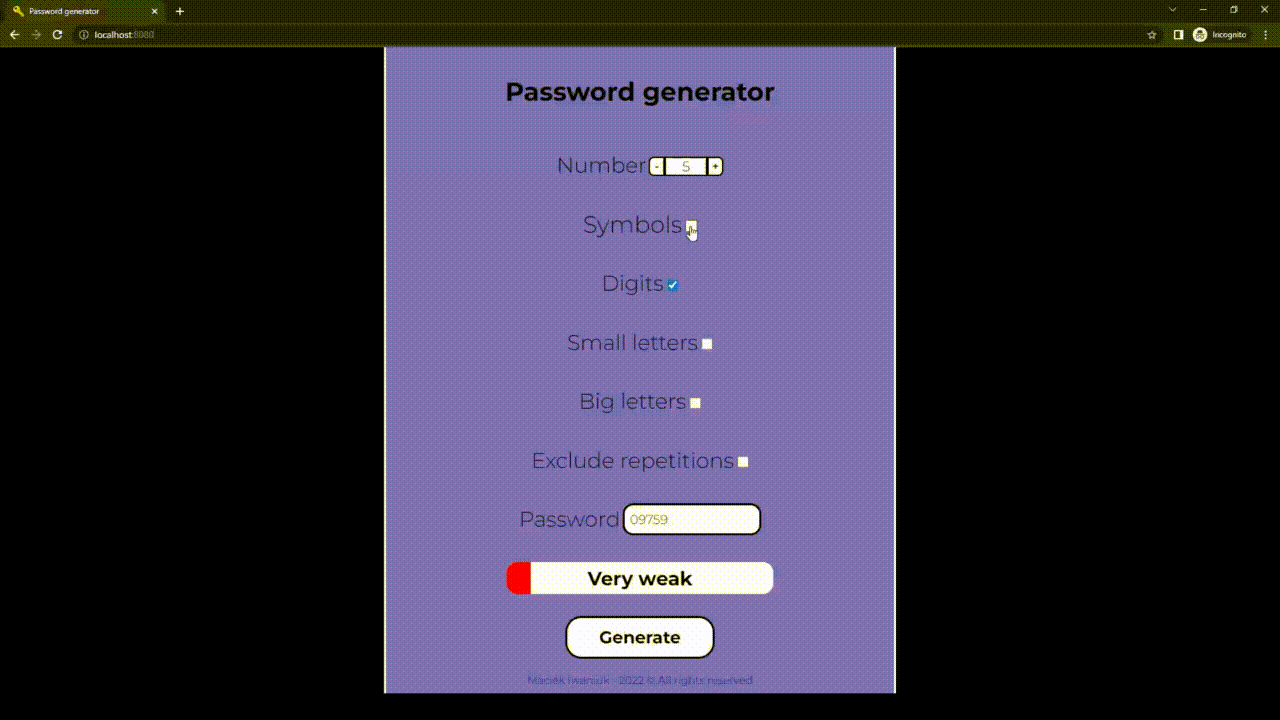 Password generator
localhost:8080
Incognito
Password generator
Number - 5 +
Symbols
Digits
Small letters
Big letters
Exclude repetitions
Password 09759
Very weak
Generate
Maciek Iwaniuk - 2022 © All rights reserved